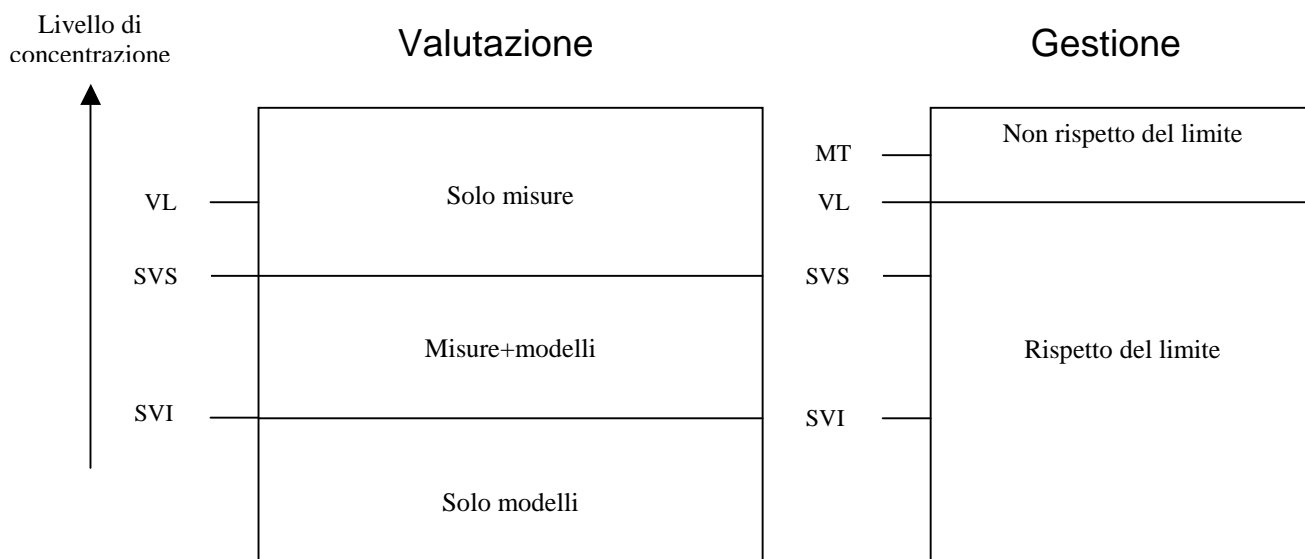 Livello di
concentrazione
Valutazione
Gestione
Non rispetto del limite
MT
Solo misure
VL
VL
SVS
SVS
Misure+modelli
Rispetto del limite
SVI
SVI
Solo modelli